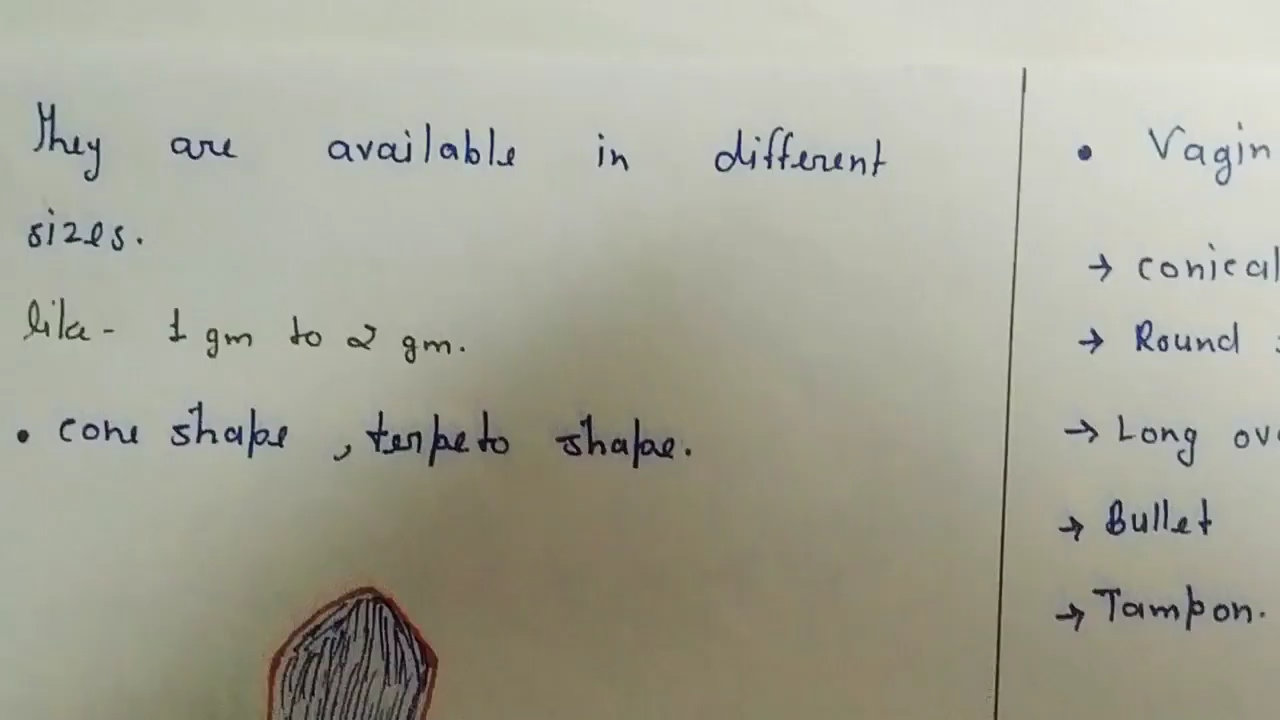 They are available in different
sizes.
like - 1 gm to 2 gm.
• cone shape , terpeto shape.
• Vagin
→ conical
→ Round
→ Long ov
→ Bullet
→ Tampon.